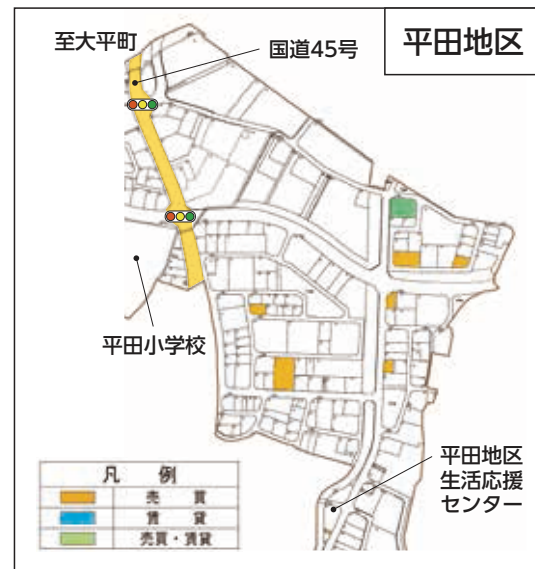 平田地区
至大平町
国道45号
平田小学校
平田地区
生活応援
センター
凡 例
売 買
賃 貸
売買・賃貸